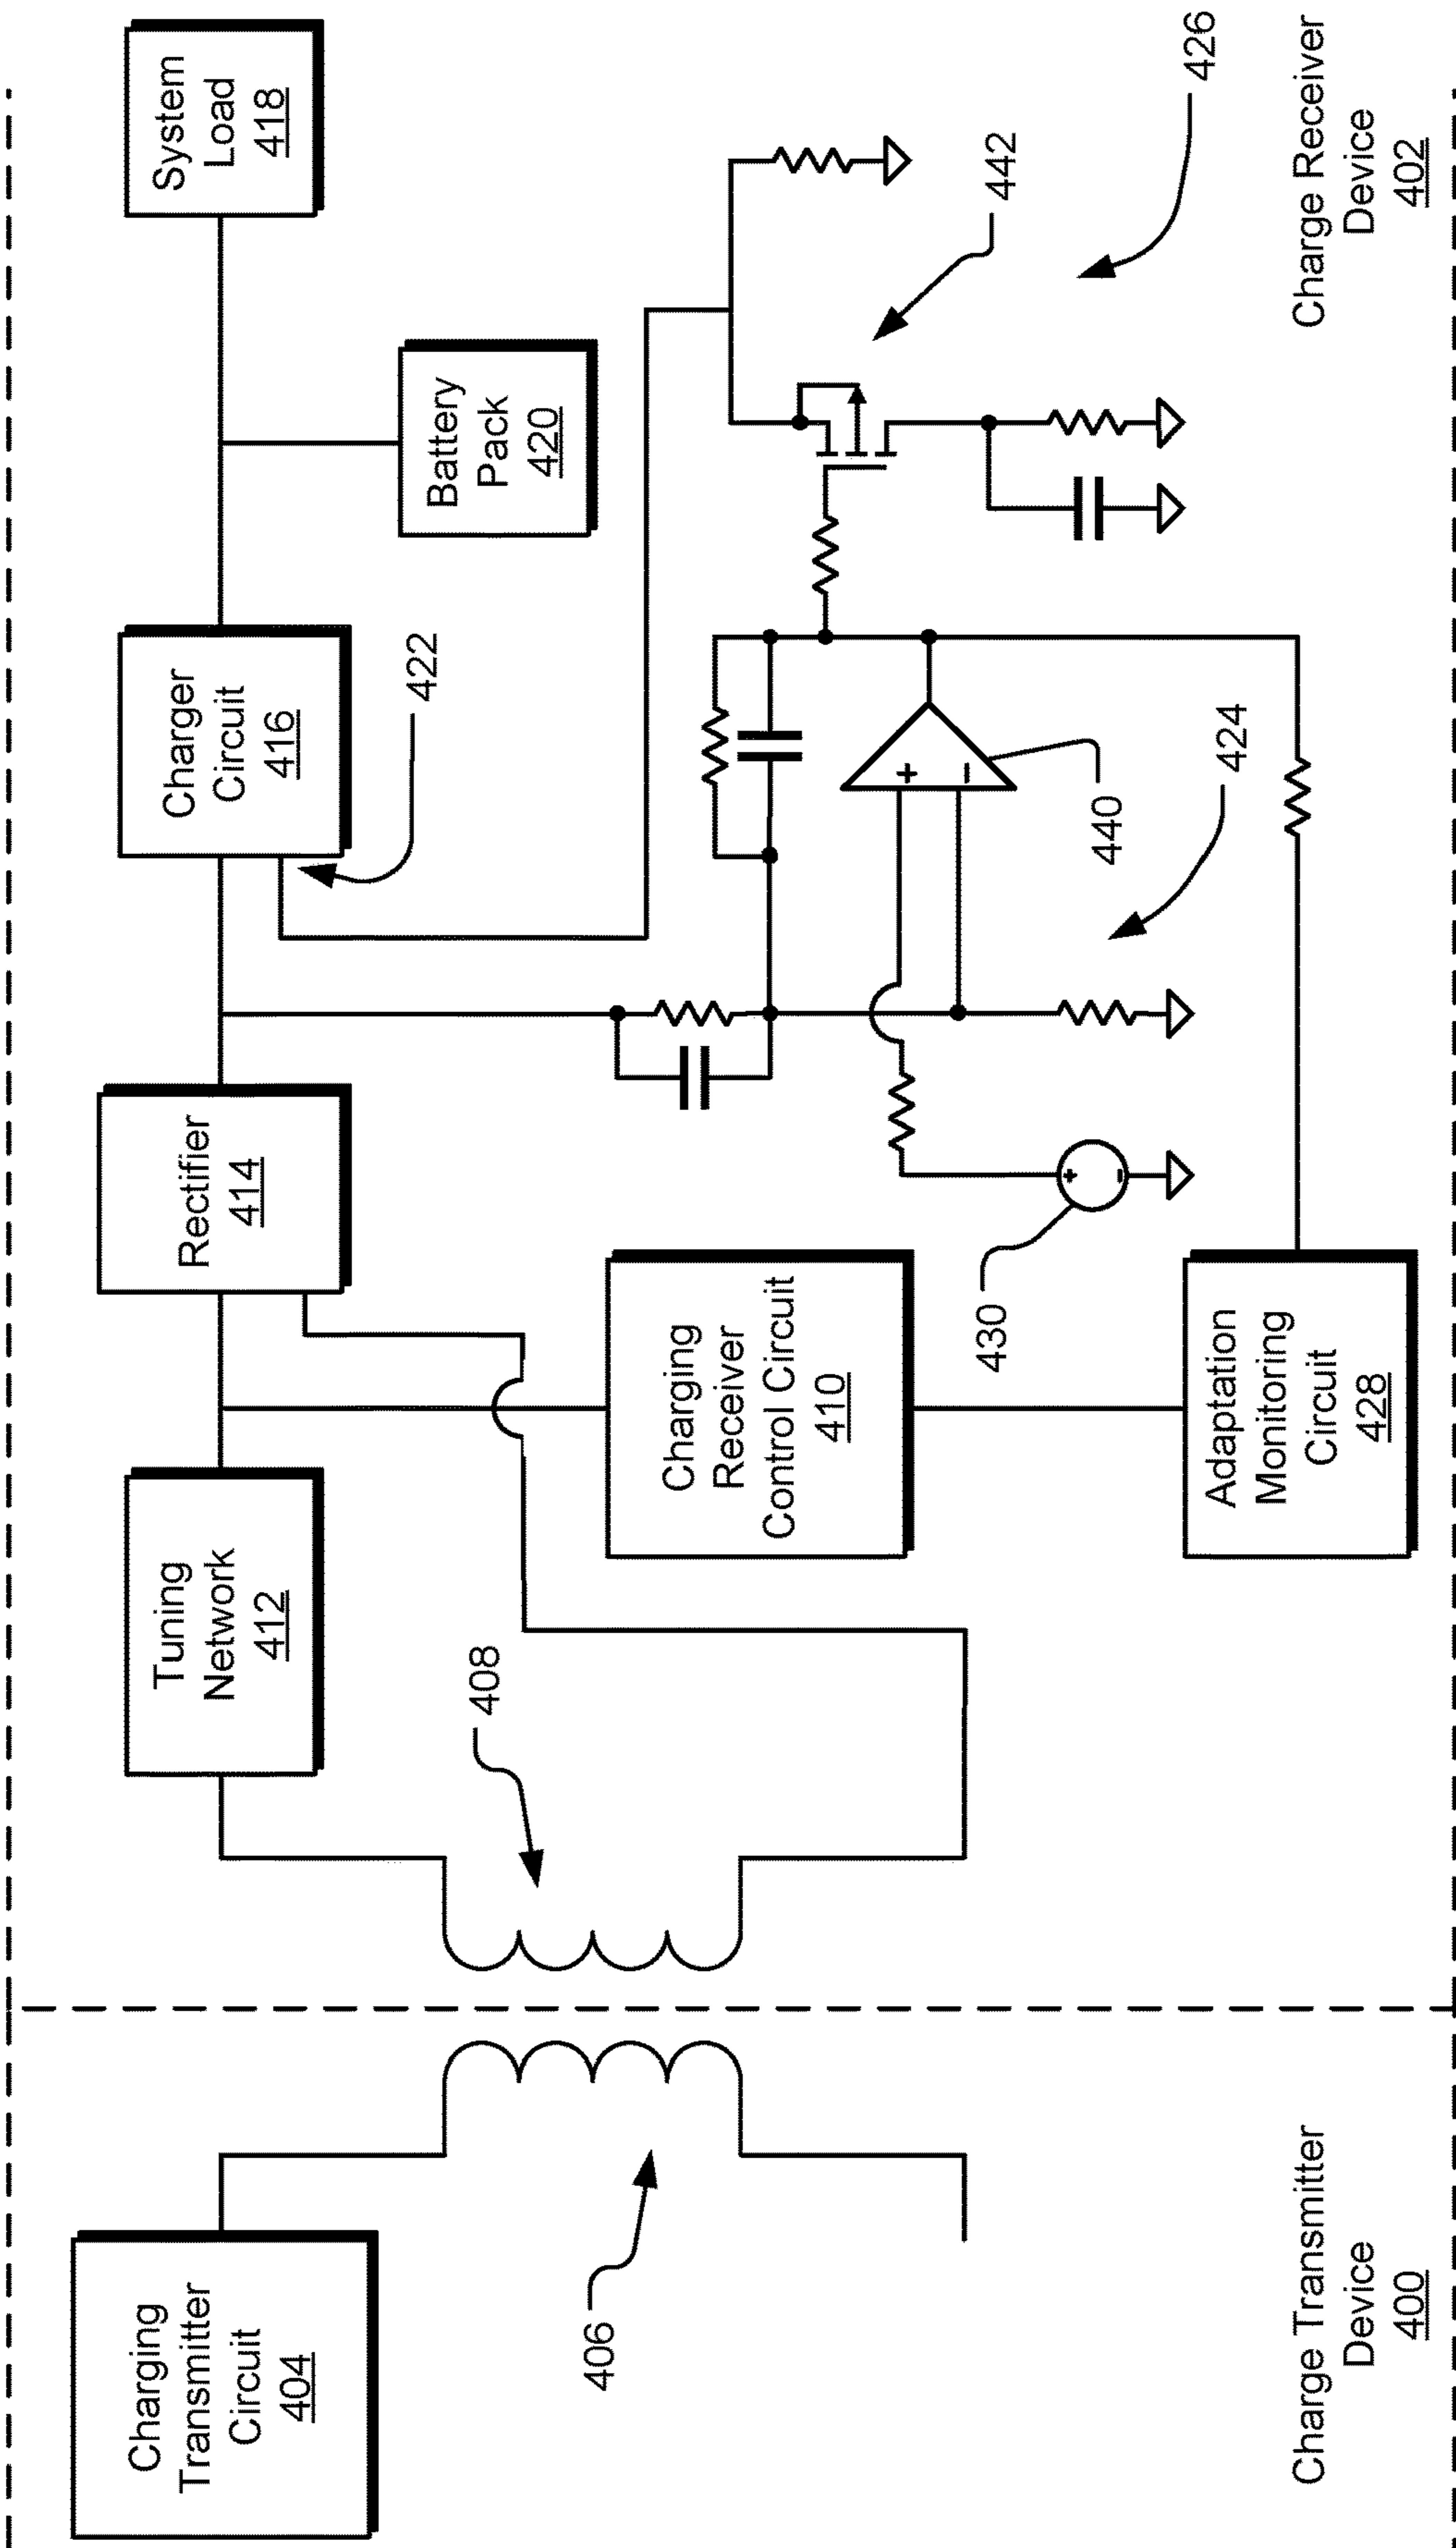 Charging
Transmitter
Circuit
404
406
Charge Transmitter
Device
400
408
Tuning
Network
412
Rectifier
414
Charger
Circuit
416
422
System
Load
418
Battery
Pack
420
Charging
Receiver
Control Circuit
410
430
+
-
+
-
440
424
442
426
Adaptation
Monitoring
Circuit
428
Charge Receiver
Device
402